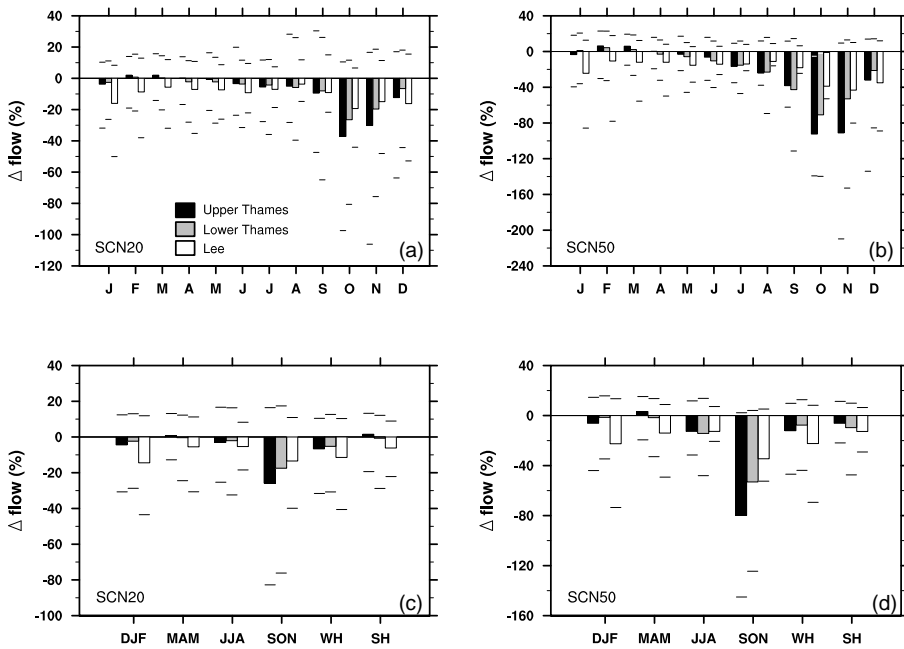 40
20
0
-20
-40
-60
-80
-100
-120
Δ flow (%)
Upper Thames
Lower Thames
Lee
SCN20
(a)
J F M A M J J A S O N D
40
0
-40
-80
-120
-160
-200
-240
Δ flow (%)
SCN50
(b)
J F M A M J J A S O N D
40
20
0
-20
-40
-60
-80
-100
Δ flow (%)
SCN20
(c)
DJF MAM JJA SON WH SH
40
0
-40
-80
-120
-160
Δ flow (%)
SCN50
(d)
DJF MAM JJA SON WH SH